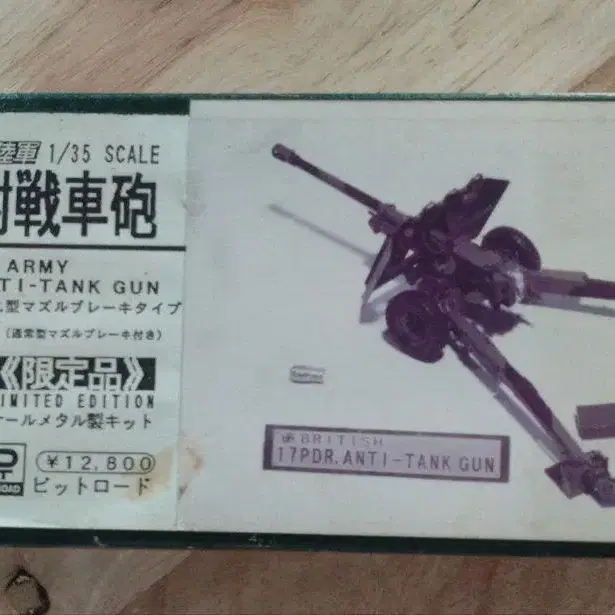 陸軍 1/35 SCALE
対戦車砲
ARMY
TI-TANK GUN
型マズルブレーキタイプ
(通常型マズルブレーキ付き)
《限定品》
IMITED EDITION
ールメタル製キット
¥12,800
ピットロード
BRITISH
17PDR. ANTI-TANK GUN